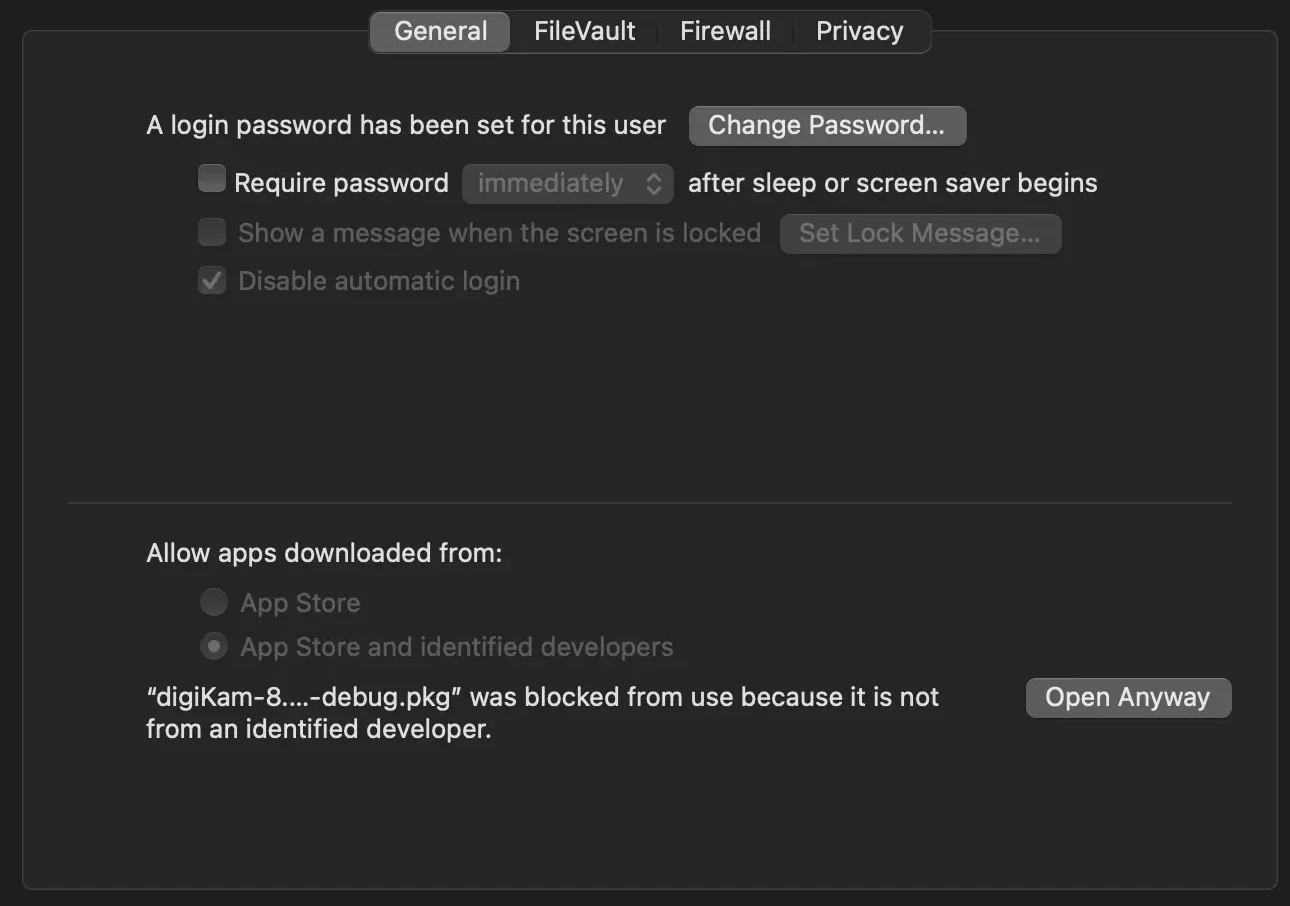 General FileVault Firewall Privacy
A login password has been set for this user Change Password...
Require password immediately after sleep or screen saver begins
Show a message when the screen is locked Set Lock Message...
Disable automatic login
Allow apps downloaded from:
App Store
App Store and identified developers
“digiKam-8....-debug.pkg” was blocked from use because it is not Open Anyway
from an identified developer.